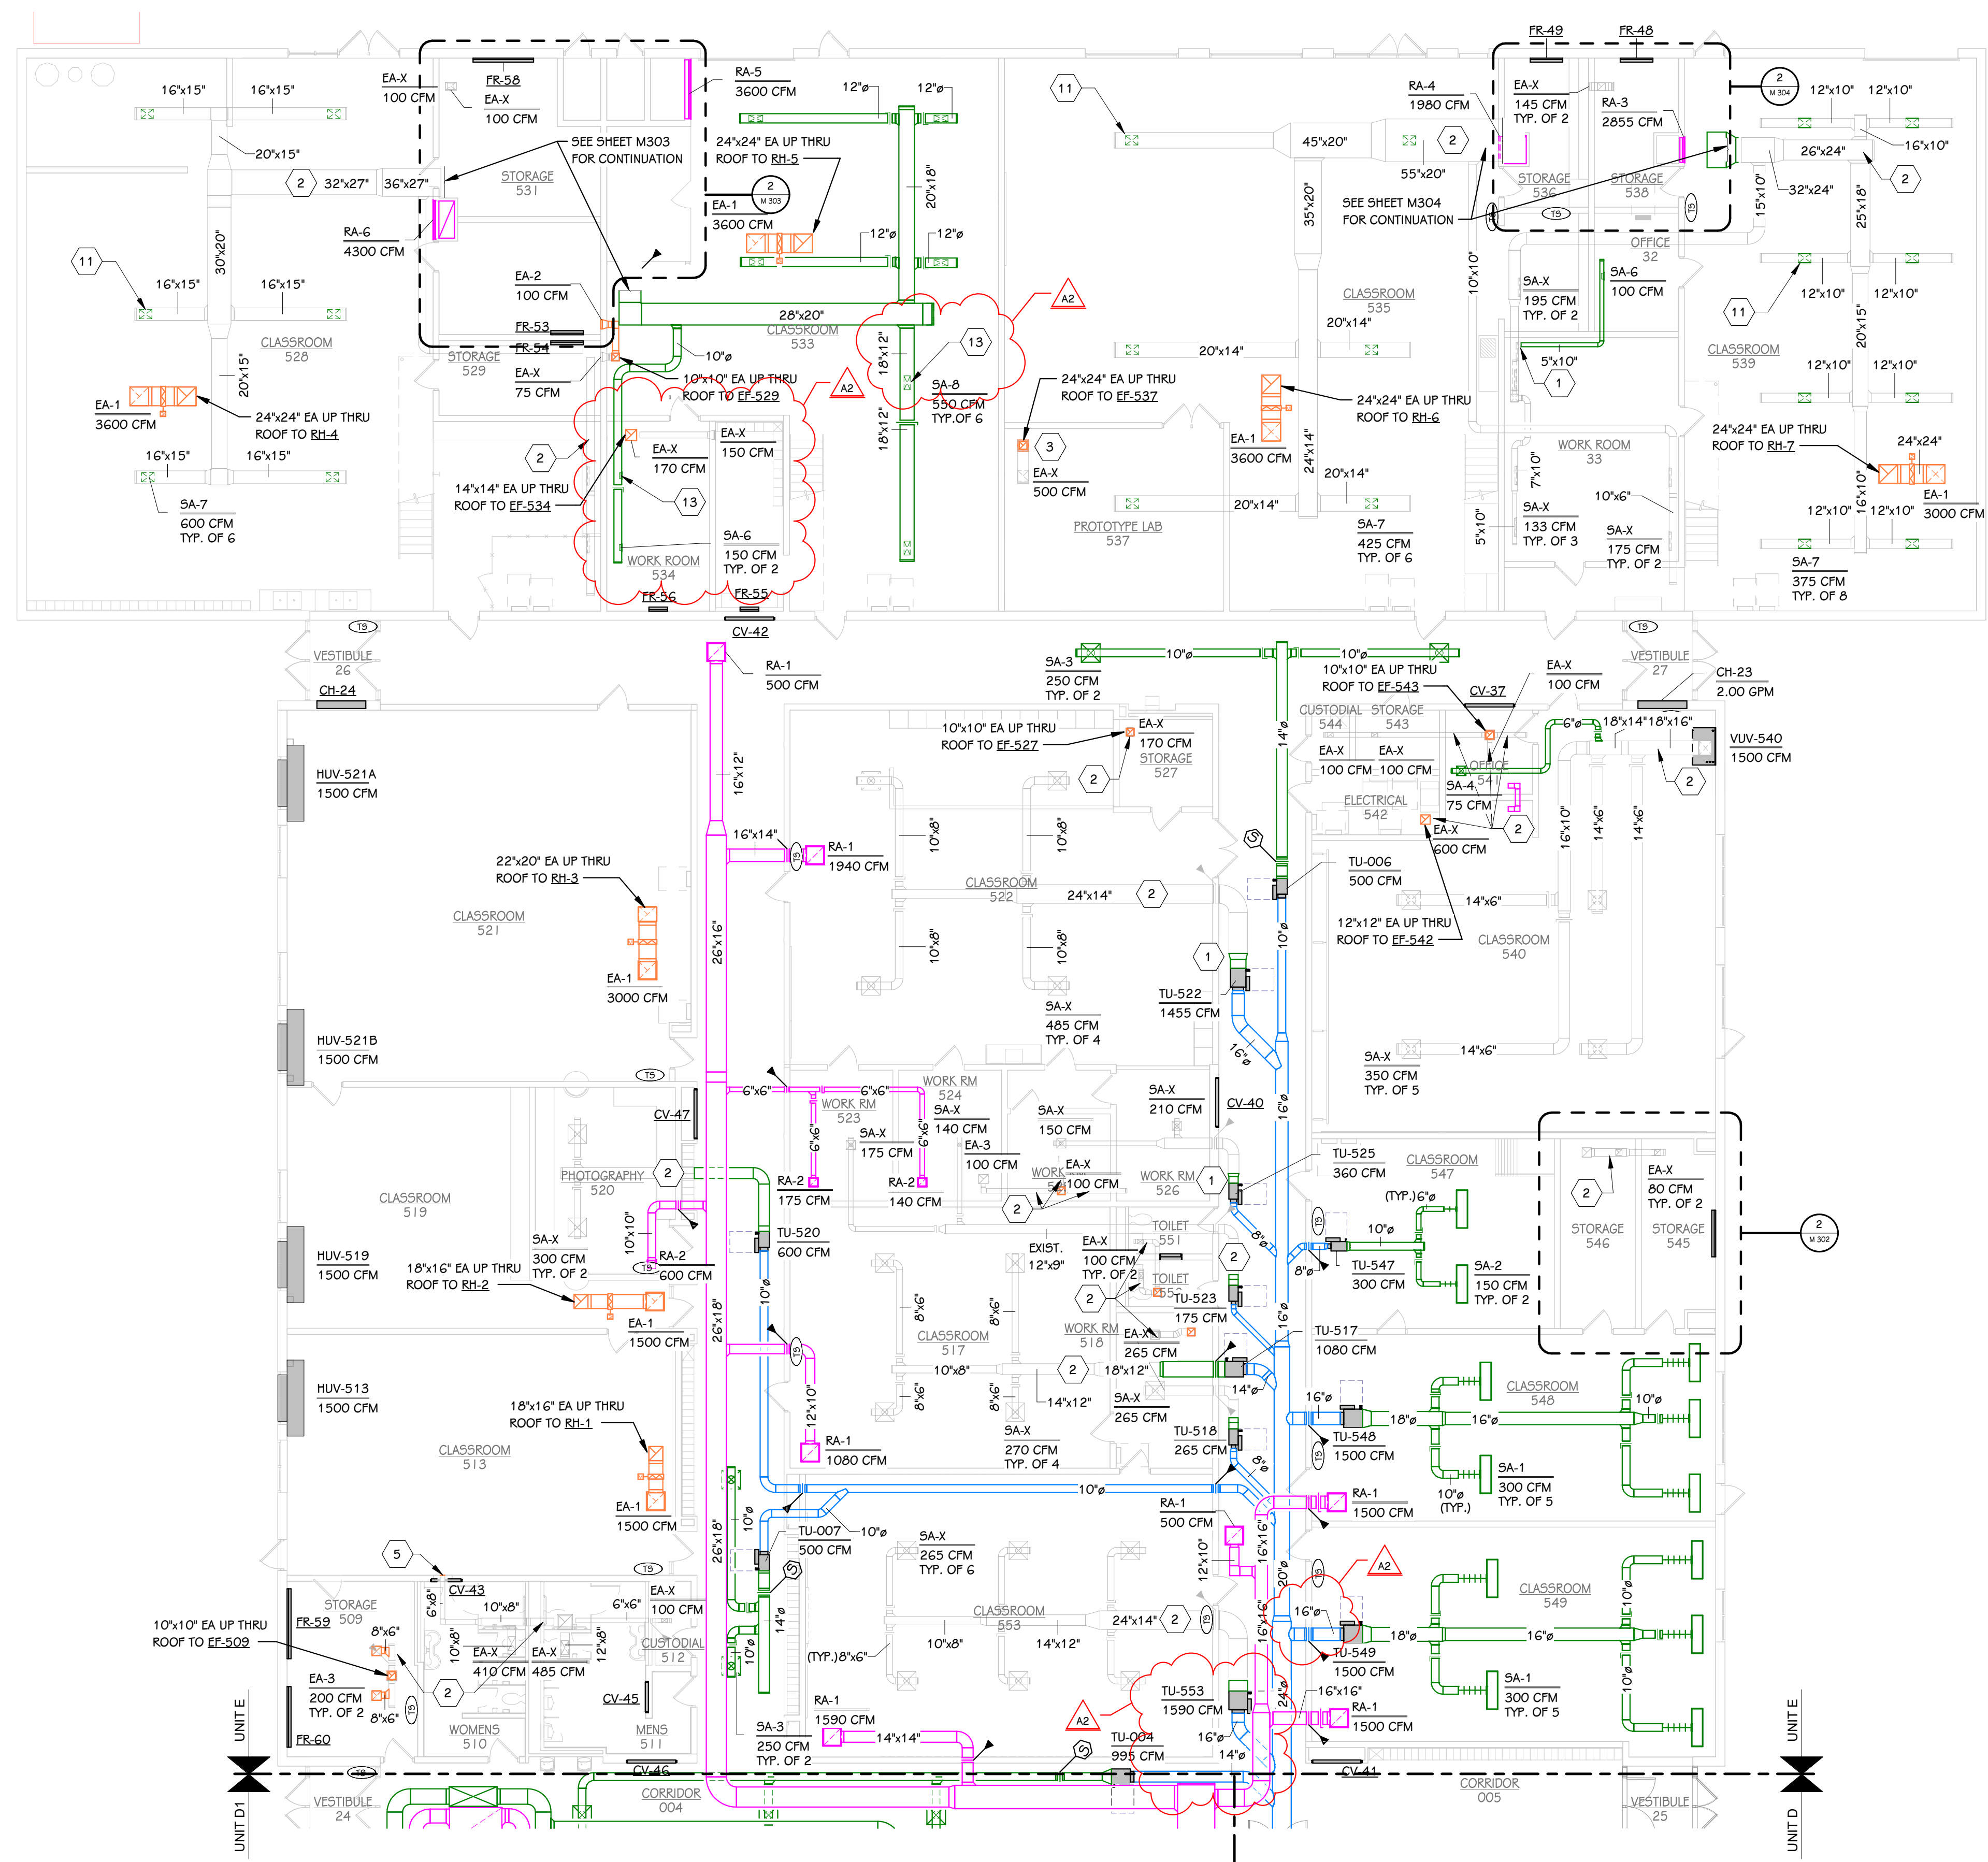 FR-49
FR-48
16"x15"
16"x15"
EA-X
100 CFM
FR-58
EA-X
100 CFM
RA-5
3600 CFM
12"ø
12"ø
11
RA-4
1980 CFM
EA-X
145 CFM
TYP. OF 2
RA-3
2855 CFM
2
M 304
12"x10"
12"x10"
20"x15"
SEE SHEET M303
FOR CONTINUATION
24"x24" EA UP THRU
ROOF TO RH-5
45"x20"
2
55"x20"
26"x24"
16"x10"
2
32"x27"
36"x27"
STORAGE
531
2
M 303
20"x18"
STORAGE
536
STORAGE
538
32"x24"
2
EA-1
3600 CFM
35"x20"
SEE SHEET M304
FOR CONTINUATION
TS
TS
TS
15"x10"
25"x18"
RA-6
4300 CFM
12"ø
12"ø
OFFICE
32
11
30"x20"
16"x15"
16"x15"
EA-2
100 CFM
A2
CLASSROOM
535
10"x10"
SA-X
195 CFM
TYP. OF 2
SA-6
100 CFM
12"x10"
12"x10"
11
28"x20"
CLASSROOM
533
FR-53
FR-54
CLASSROOM
528
STORAGE
529
10"ø
18"x12"
13
20"x14"
20"x14"
5"x10"
1
CLASSROOM
539
20"x15"
20"x15"
EA-X
75 CFM
10"x10" EA UP THRU
ROOF TO EF-529
A2
SA-8
550 CFM
TYP.OF 6
24"x24" EA UP THRU
ROOF TO EF-537
12"x10"
12"x10"
EA-1
3600 CFM
24"x24" EA UP THRU
ROOF TO RH-4
24"x24" EA UP THRU
ROOF TO RH-6
2
EA-X
170 CFM
EA-X
150 CFM
18"x12"
3
EA-X
500 CFM
EA-1
3600 CFM
24"x14"
WORK ROOM
33
24"x24" EA UP THRU
ROOF TO RH-7
24"x24"
16"x15"
16"x15"
14"x14" EA UP THRU
ROOF TO EF-534
13
20"x14"
20"x14"
7"x10"
10"x6"
16"x10"
EA-1
3000 CFM
SA-7
600 CFM
TYP. OF 6
PROTOTYPE LAB
537
SA-7
425 CFM
TYP. OF 6
5"x10"
SA-X
133 CFM
TYP. OF 3
SA-X
175 CFM
TYP. OF 2
12"x10"
12"x10"
SA-6
150 CFM
TYP. OF 2
WORK ROOM
534
SA-7
375 CFM
TYP. OF 8
FR-56
FR-55
CV-42
TS
TS
VESTIBULE
26
CH-24
RA-1
500 CFM
SA-3
250 CFM
TYP. OF 2
10"ø
10"ø
10"x10" EA UP THRU
ROOF TO EF-543
EA-X
100 CFM
VESTIBULE
27
CH-23
2.00 GPM
CV-37
CUSTODIAL
544
STORAGE
543
6"ø
18"x14"
18"x16"
10"x10" EA UP THRU
ROOF TO EF-527
EA-X
170 CFM
STORAGE
527
2
14"ø
EA-X
100 CFM
EA-X
100 CFM
OFFICE
541
VUV-540
1500 CFM
2
HUV-521A
1500 CFM
16"x12"
SA-4
75 CFM
ELECTRICAL
542
2
EA-X
600 CFM
16"x14"
TS
RA-1
1940 CFM
10"x8"
10"x8"
S
16"x10"
14"x6"
14"x6"
22"x20" EA UP THRU
ROOF TO RH-3
CLASSROOM
522
24"x14"
2
TU-006
500 CFM
14"x6"
CLASSROOM
521
26"x16"
10"x8"
10"x8"
10"ø
12"x12" EA UP THRU
ROOF TO EF-542
CLASSROOM
540
EA-1
3000 CFM
1
TU-522
1455 CFM
SA-X
485 CFM
TYP. OF 4
HUV-521B
1500 CFM
16"ø
SA-X
350 CFM
TYP. OF 5
14"x6"
TS
6"x6"
6"x6"
WORK RM
524
WORK RM
523
CV-47
SA-X
210 CFM
CV-40
16"ø
SA-X
140 CFM
SA-X
150 CFM
6"x6"
6"x6"
SA-X
175 CFM
EA-3
100 CFM
EA-X
100 CFM
WORK
WORK RM
526
TU-525
360 CFM
CLASSROOM
547
PHOTOGRAPHY
520
2
CLASSROOM
519
RA-2
175 CFM
RA-2
140 CFM
2
1
2
EA-X
80 CFM
TYP. OF 2
(TYP.)6"ø
10"x10"
TU-520
600 CFM
EXIST.
12"x9"
TOILET
551
EA-X
100 CFM
TYP. OF 2
8"ø
TS
10"ø
STORAGE
546
STORAGE
545
2
M 302
HUV-519
1500 CFM
SA-X
300 CFM
TYP. OF 2
TS
RA-2
600 CFM
2
8"ø
TU-547
300 CFM
SA-2
150 CFM
TYP. OF 2
18"x16" EA UP THRU
ROOF TO RH-2
10"ø
8"x6"
8"x6"
2
TOILET
TU-523
175 CFM
16"ø
EA-1
1500 CFM
26"x18"
TS
CLASSROOM
517
WORK RM
518
EA-X
265 CFM
TU-517
1080 CFM
HUV-513
1500 CFM
10"x8"
2
18"x12"
14"ø
18"x16" EA UP THRU
ROOF TO RH-1
12"x10"
8"x6"
8"x6"
14"x12"
SA-X
265 CFM
16"ø
18"ø
16"ø
CLASSROOM
548
10"ø
CLASSROOM
513
RA-1
1080 CFM
SA-X
270 CFM
TYP. OF 4
TU-518
265 CFM
8"ø
TU-548
1500 CFM
TS
10"ø
(TYP.)
SA-1
300 CFM
TYP. OF 5
EA-1
1500 CFM
10"ø
10"ø
RA-1
500 CFM
RA-1
1500 CFM
26"x18"
TU-007
500 CFM
10"ø
SA-X
265 CFM
TYP. OF 6
16"x16"
12"x10"
20"ø
TS
A2
5
CV-43
TS
S
10"ø
CLASSROOM
549
STORAGE
509
FR-59
10"x10" EA UP THRU
ROOF TO EF-509
6"x8"
10"x8"
6"x6"
EA-X
100 CFM
14"ø
CLASSROOM
553
24"x14"
2
TS
16"x16"
16"ø
18"ø
16"ø
8"x6"
10"x8"
EA-X
410 CFM
EA-X
485 CFM
12"x8"
CUSTODIAL
512
10"ø
(TYP.)8"x6"
10"x8"
14"x12"
TU-549
1500 CFM
EA-3
200 CFM
TYP. OF 2
8"x6"
TS
2
CV-45
RA-1
1590 CFM
TU-553
1590 CFM
24"ø
16"x16"
SA-1
300 CFM
TYP. OF 5
10"ø
RA-1
1500 CFM
FR-60
WOMENS
510
MENS
511
SA-3
250 CFM
TYP. OF 2
14"x14"
A2
S
TU-004
995 CFM
16"ø
14"ø
UNIT E
UNIT E
TS
CV-46
CV-41
UNIT D1
VESTIBULE
24
CORRIDOR
004
CORRIDOR
005
VESTIBULE
25
UNIT D